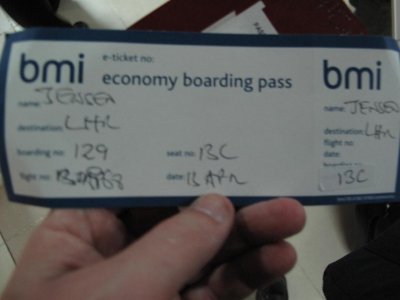 bmi e-ticket no:
economy boarding pass
name: JENSEN
destination: LHR
boarding no: 129 seat no: 13C
flight no: date: 13 APR
bmi
name: JENSEN
destination: LHR
flight no:
date:
13C